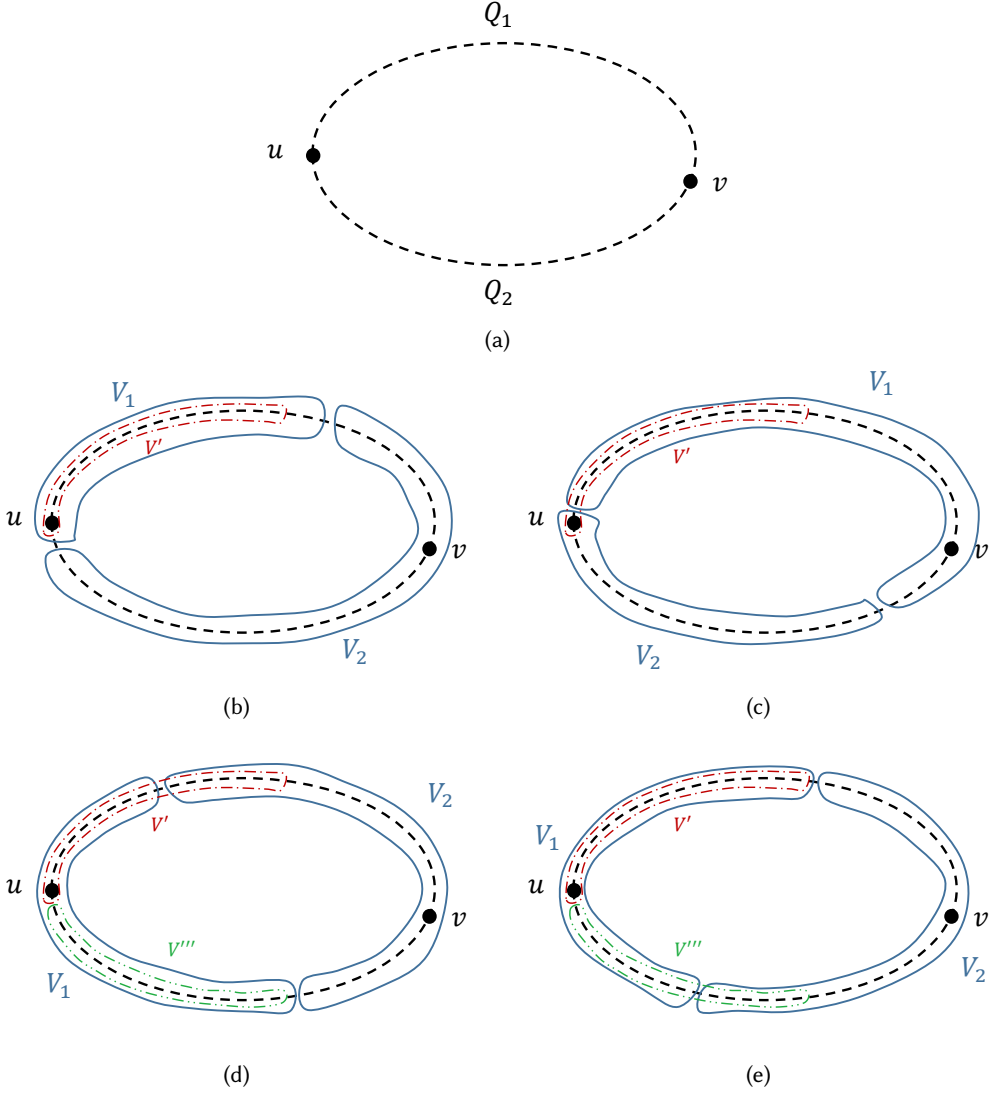 Q₁
u
v
Q₂
(a)
V₁
V′
u
v
V₂
(b)
V₁
V′
u
v
V₂
(c)
V₂
V′
u
v
V‴
V₁
(d)
V₁
V′
u
v
V‴
V₂
(e)